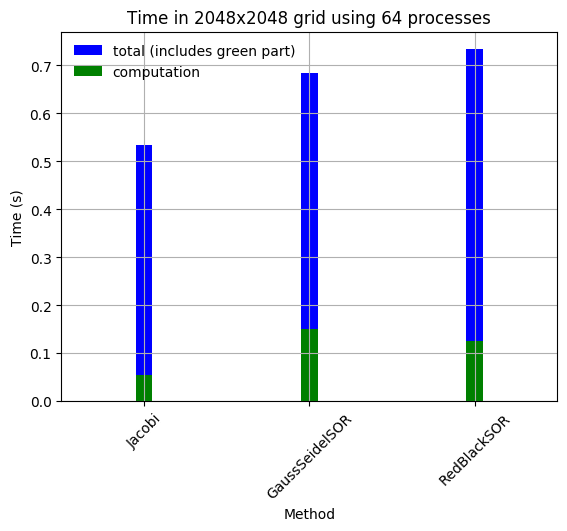 Time in 2048x2048 grid using 64 processes
total (includes green part)
computation
0.7
0.6
0.5
0.4
0.3
0.2
0.1
0.0
Time (s)
Jacobi
GaussSeidelSOR
RedBlackSOR
Method